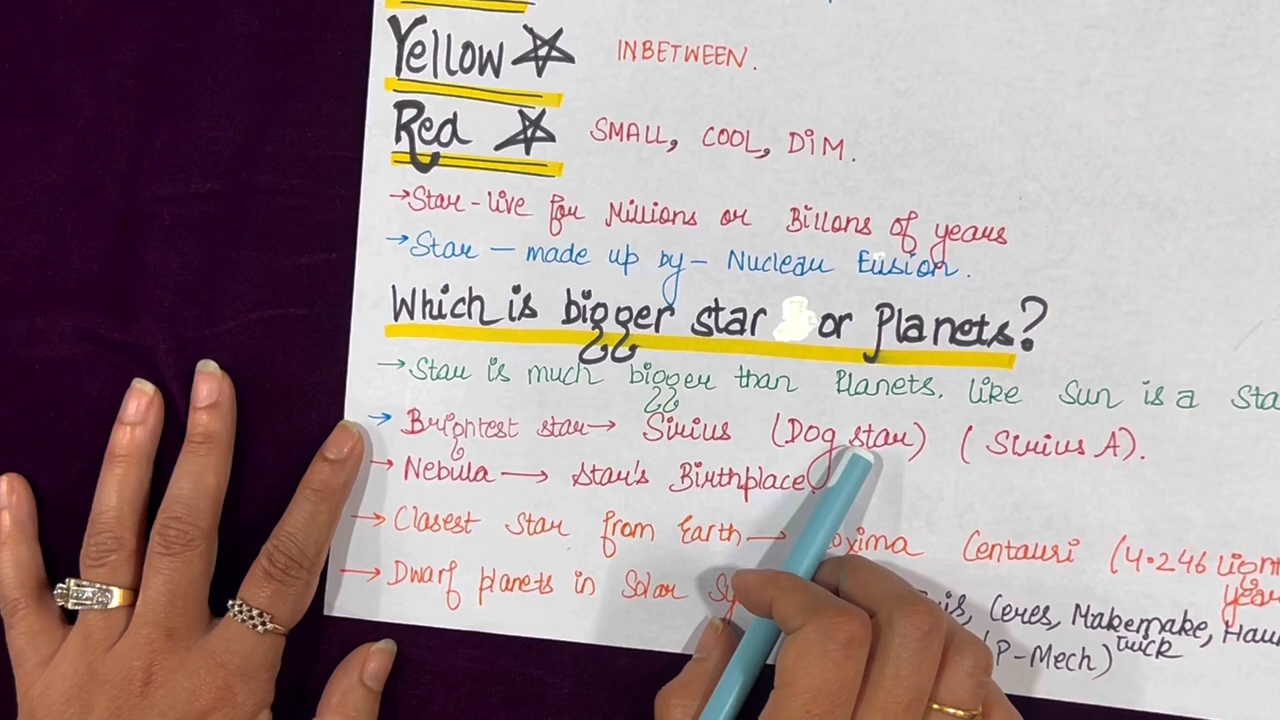 Yellow ☆ INBETWEEN.
Red ☆ SMALL, COOL, DIM.
→Star - live for Millions or Billons of years
→Star — made up by - Nuclear Fusion.
Which is bigger star or Planets?
→Star is much bigger than Planets. like Sun is a Sta
→ Brightest star→ Sirius (Dog star) (Sirius A).
→ Nebula → Star's Birthplace.
→ Closest Star from Earth → oxima Centauri (4.246 light
year
→ Dwarf planets in Solar Sy is, Ceres, Makemake, Hau
(P-Mech) Trick